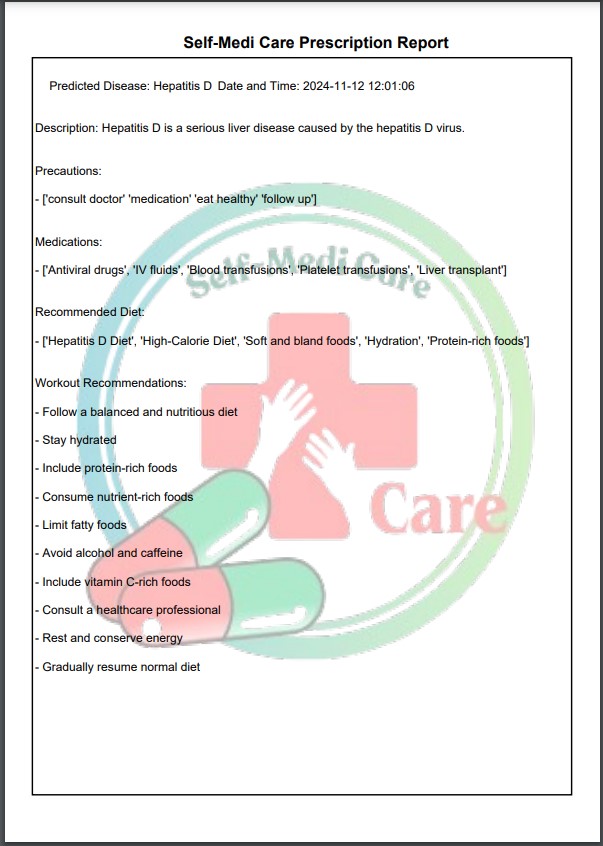 Self-Medi Care Prescription Report
Predicted Disease: Hepatitis D Date and Time: 2024-11-12 12:01:06
Description: Hepatitis D is a serious liver disease caused by the hepatitis D virus.
Precautions:
- ['consult doctor' 'medication' 'eat healthy' 'follow up']
Medications:
- ['Antiviral drugs', 'IV fluids', 'Blood transfusions', 'Platelet transfusions', 'Liver transplant']
Self-Medi Care
Recommended Diet:
- ['Hepatitis D Diet', 'High-Calorie Diet', 'Soft and bland foods', 'Hydration', 'Protein-rich foods']
Workout Recommendations:
- Follow a balanced and nutritious diet
- Stay hydrated
- Include protein-rich foods
- Consume nutrient-rich foods
Care
- Limit fatty foods
- Avoid alcohol and caffeine
- Include vitamin C-rich foods
- Consult a healthcare professional
- Rest and conserve energy
- Gradually resume normal diet